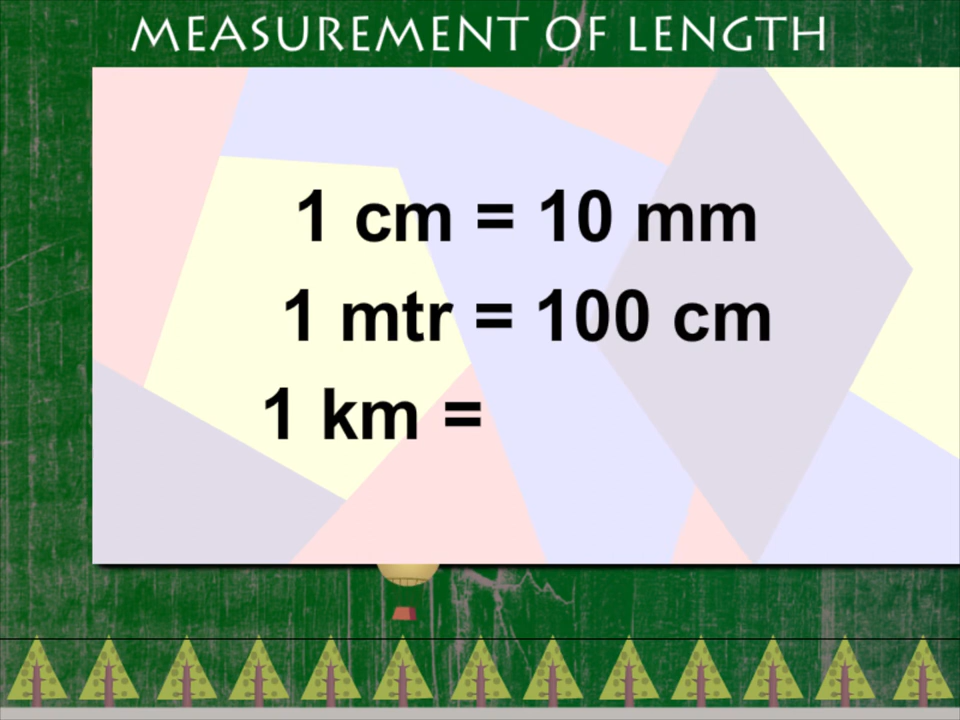 MEASUREMENT OF LENGTH
1 cm = 10 mm
1 mtr = 100 cm
1 km =